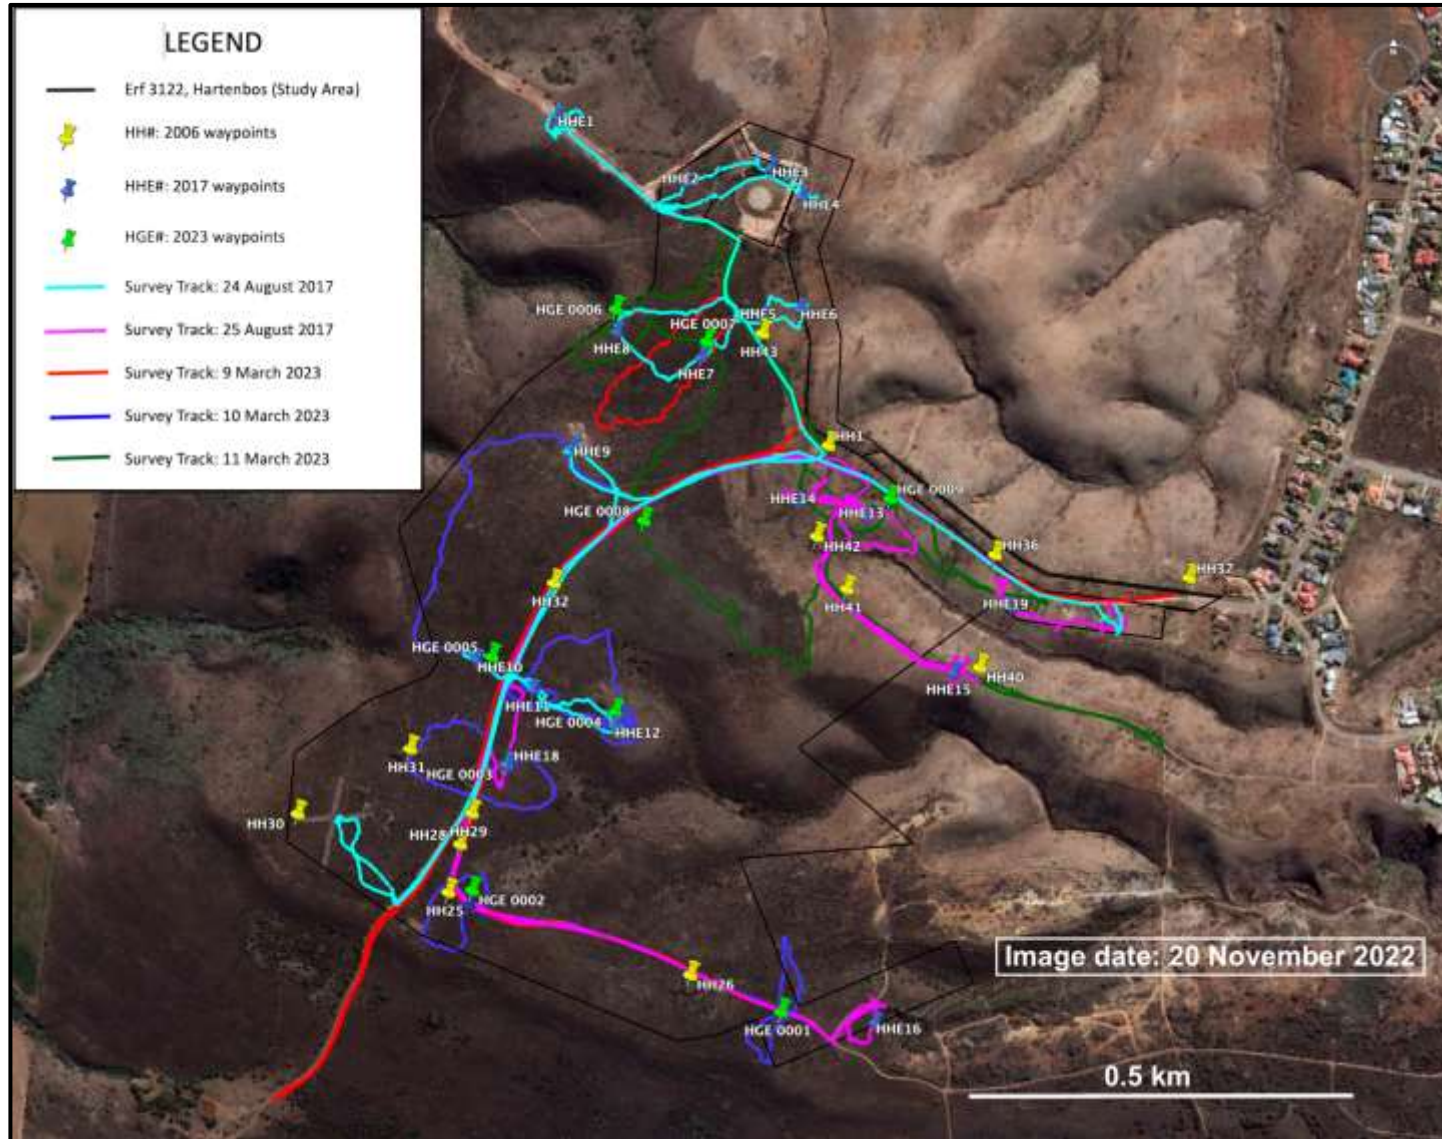 LEGEND
Erf 3122, Hartenbos (Study Area)
HH#: 2006 waypoints
HHE#: 2017 waypoints
HGE#: 2023 waypoints
Survey Track: 24 August 2017
Survey Track: 25 August 2017
Survey Track: 9 March 2023
Survey Track: 10 March 2023
Survey Track: 11 March 2023
N
HHE1
HHE2
HHE3
HHE4
HGE 0006
HHE5
HHE6
HGE 0007
HHE8
HH43
HHE7
HH1
HHE9
HGE 0009
HHE14
HHE13
HGE 0008
HH42
HH36
HH37
HH32
HH41
HHE19
HGE 0005
HHE10
HH40
HHE15
HHE11
HGE 0004
HHE12
HH31
HHE18
HGE 0003
HH30
HH28
HH29
HH25
HGE 0002
HH26
HGE 0001
HHE16
Image date: 20 November 2022
0.5 km